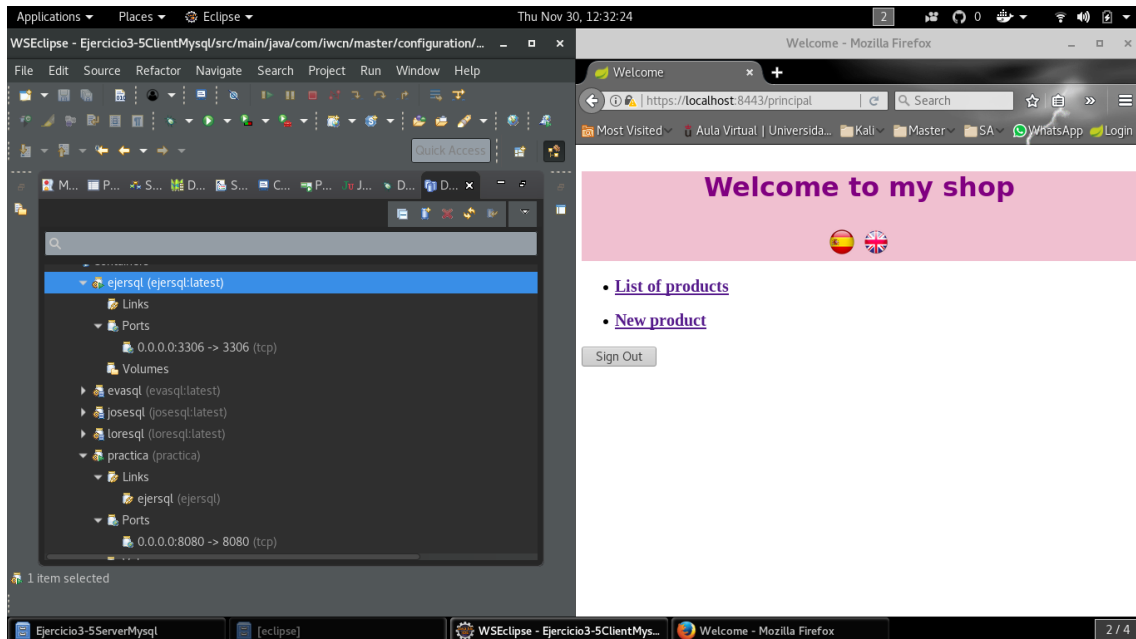 Applications Places Eclipse Thu Nov 30, 12:32:24 2 0
WSEclipse - Ejercicio3-5ClientMysql/src/main/java/com/iwcn/master/configuration/...
File Edit Source Refactor Navigate Search Project Run Window Help
Quick Access
M... P... S... D... S... C... P... J... D... D...
ejersql (ejersql:latest)
Links
Ports
0.0.0.0:3306 -> 3306 (tcp)
Volumes
evasql (evasql:latest)
josesql (josesql:latest)
loresql (loresql:latest)
practica (practica)
Links
ejersql (ejersql)
Ports
0.0.0.0:8080 -> 8080 (tcp)
1 item selected
Welcome - Mozilla Firefox
Welcome
https://localhost:8443/principal Search
Most Visited Aula Virtual | Universida... Kali Master SA WhatsApp Login
Welcome to my shop
• List of products
• New product
Sign Out
Ejercicio3-5ServerMysql [eclipse] WSEclipse - Ejercicio3-5ClientMys... Welcome - Mozilla Firefox 2 / 4